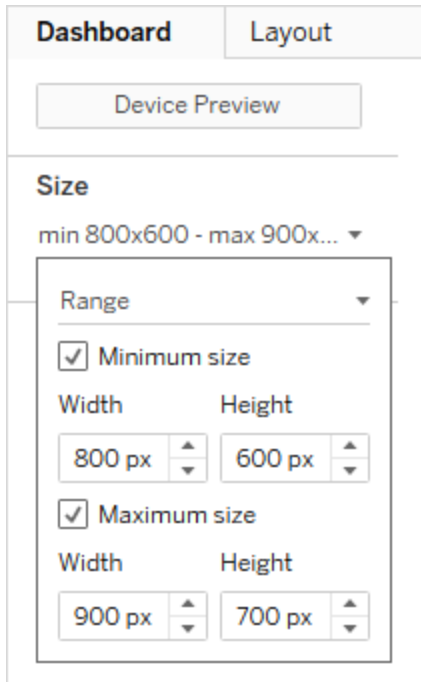 Dashboard Layout
Device Preview
Size
min 800x600 - max 900x...
Range
Minimum size
Width Height
800 px 600 px
Maximum size
Width Height
900 px 700 px